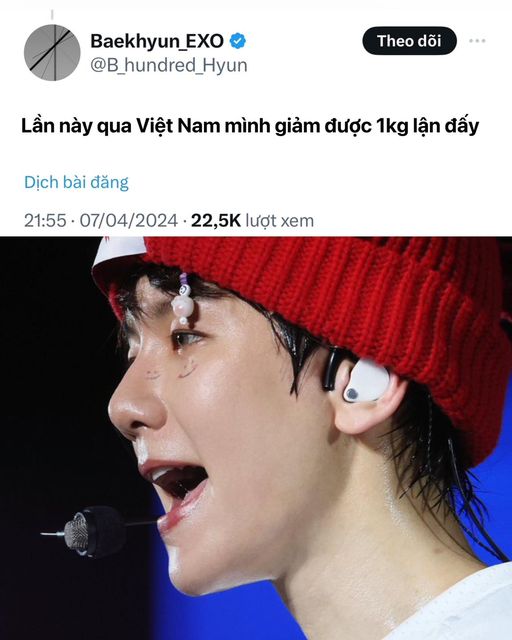 Baekhyun_EXO
Theo dõi
@B_hundred_Hyun
Lần này qua Việt Nam mình giảm được 1kg lận đấy
Dịch bài đăng
21:55 · 07/04/2024 · 22,5K lượt xem